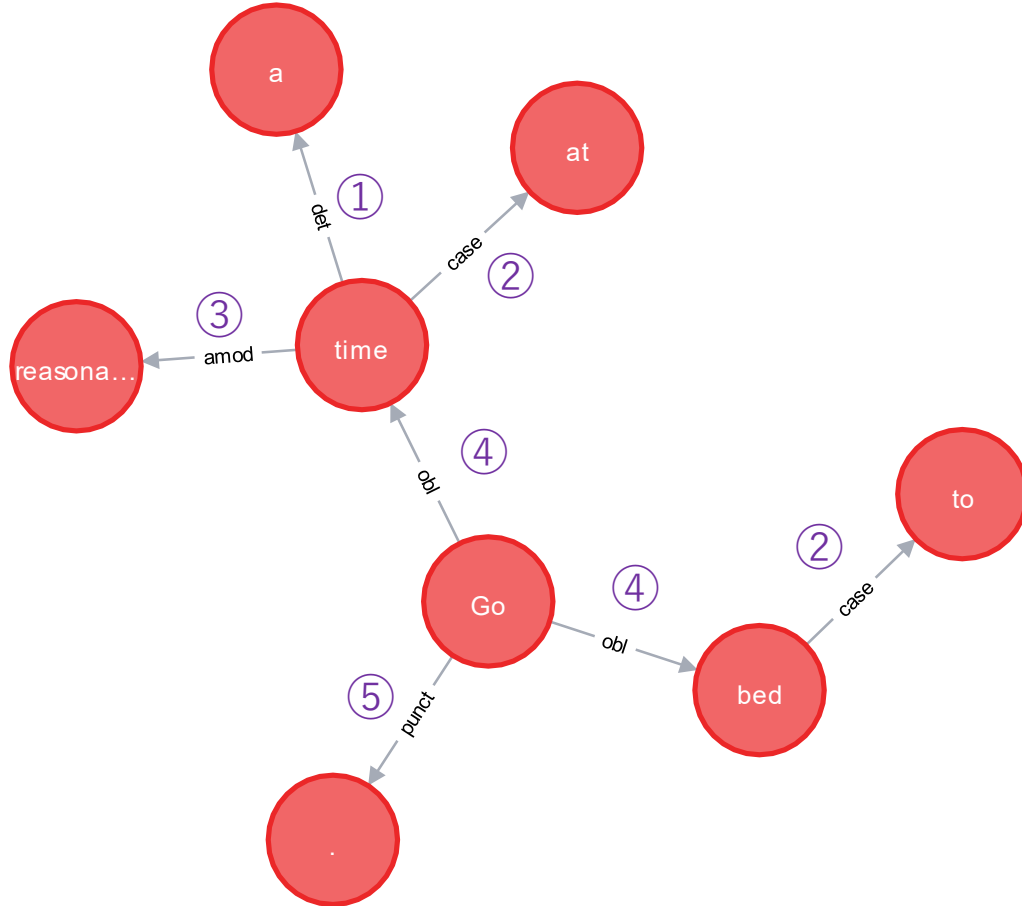 a
at
det
①
case
②
③
amod
time
reasona...
④
obl
to
②
case
Go
④
obl
bed
⑤
punct
.